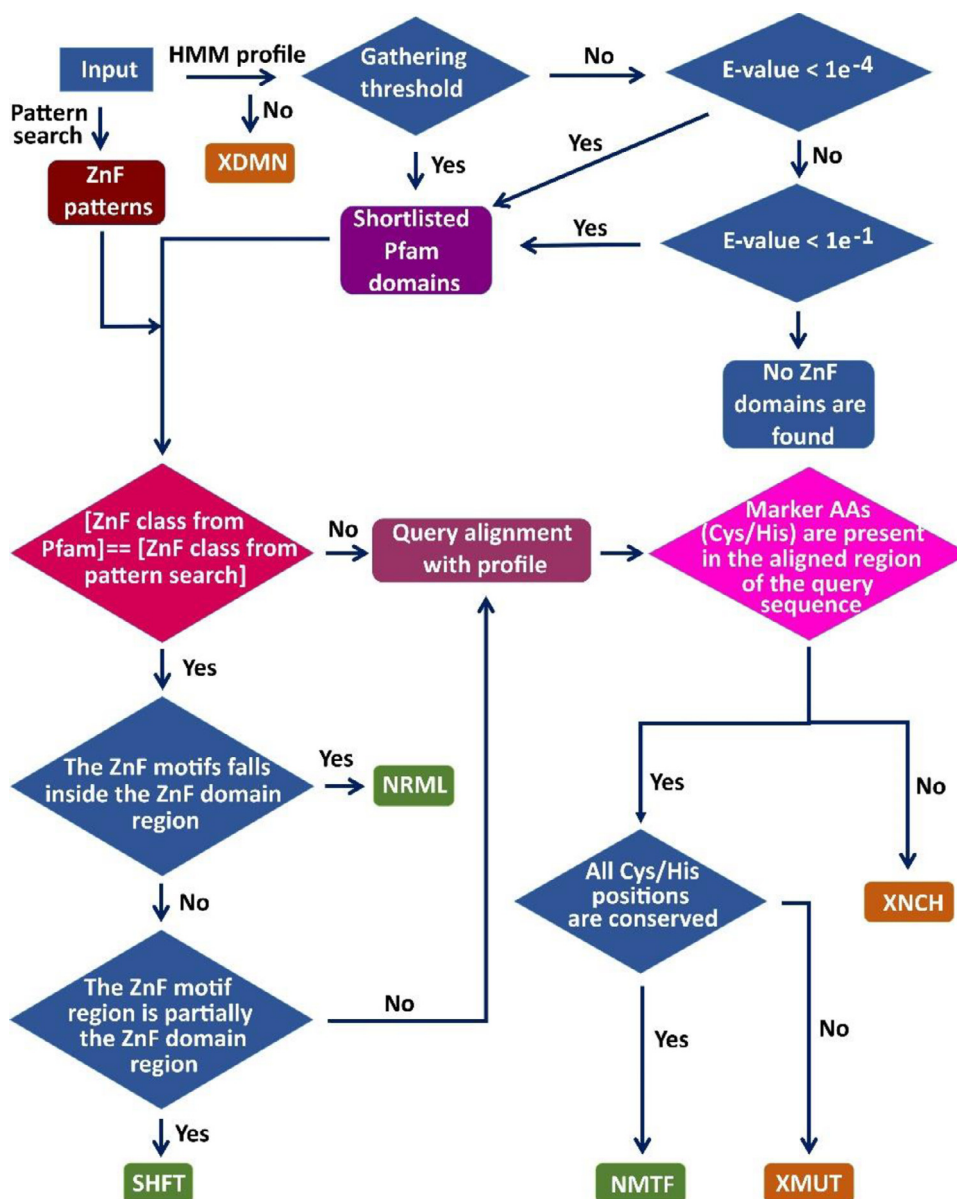 Input
HMM profile
Gathering
threshold
No
E-value < 1e-4
Pattern
search
No
XDMN
Yes
Yes
No
ZnF
patterns
Shortlisted
Pfam
domains
Yes
E-value < 1e-1
No ZnF
domains are
found
[ZnF class from
Pfam]== [ZnF class from
pattern search]
No
Query alignment
with profile
Marker AAs
(Cys/His) are present
in the aligned region
of the query
sequence
Yes
The ZnF motifs falls
inside the ZnF domain
region
Yes
NRML
Yes
No
No
All Cys/His
positions
are conserved
XNCH
The ZnF motif
region is partially
the ZnF domain
region
No
Yes
No
Yes
SHFT
NMTF
XMUT